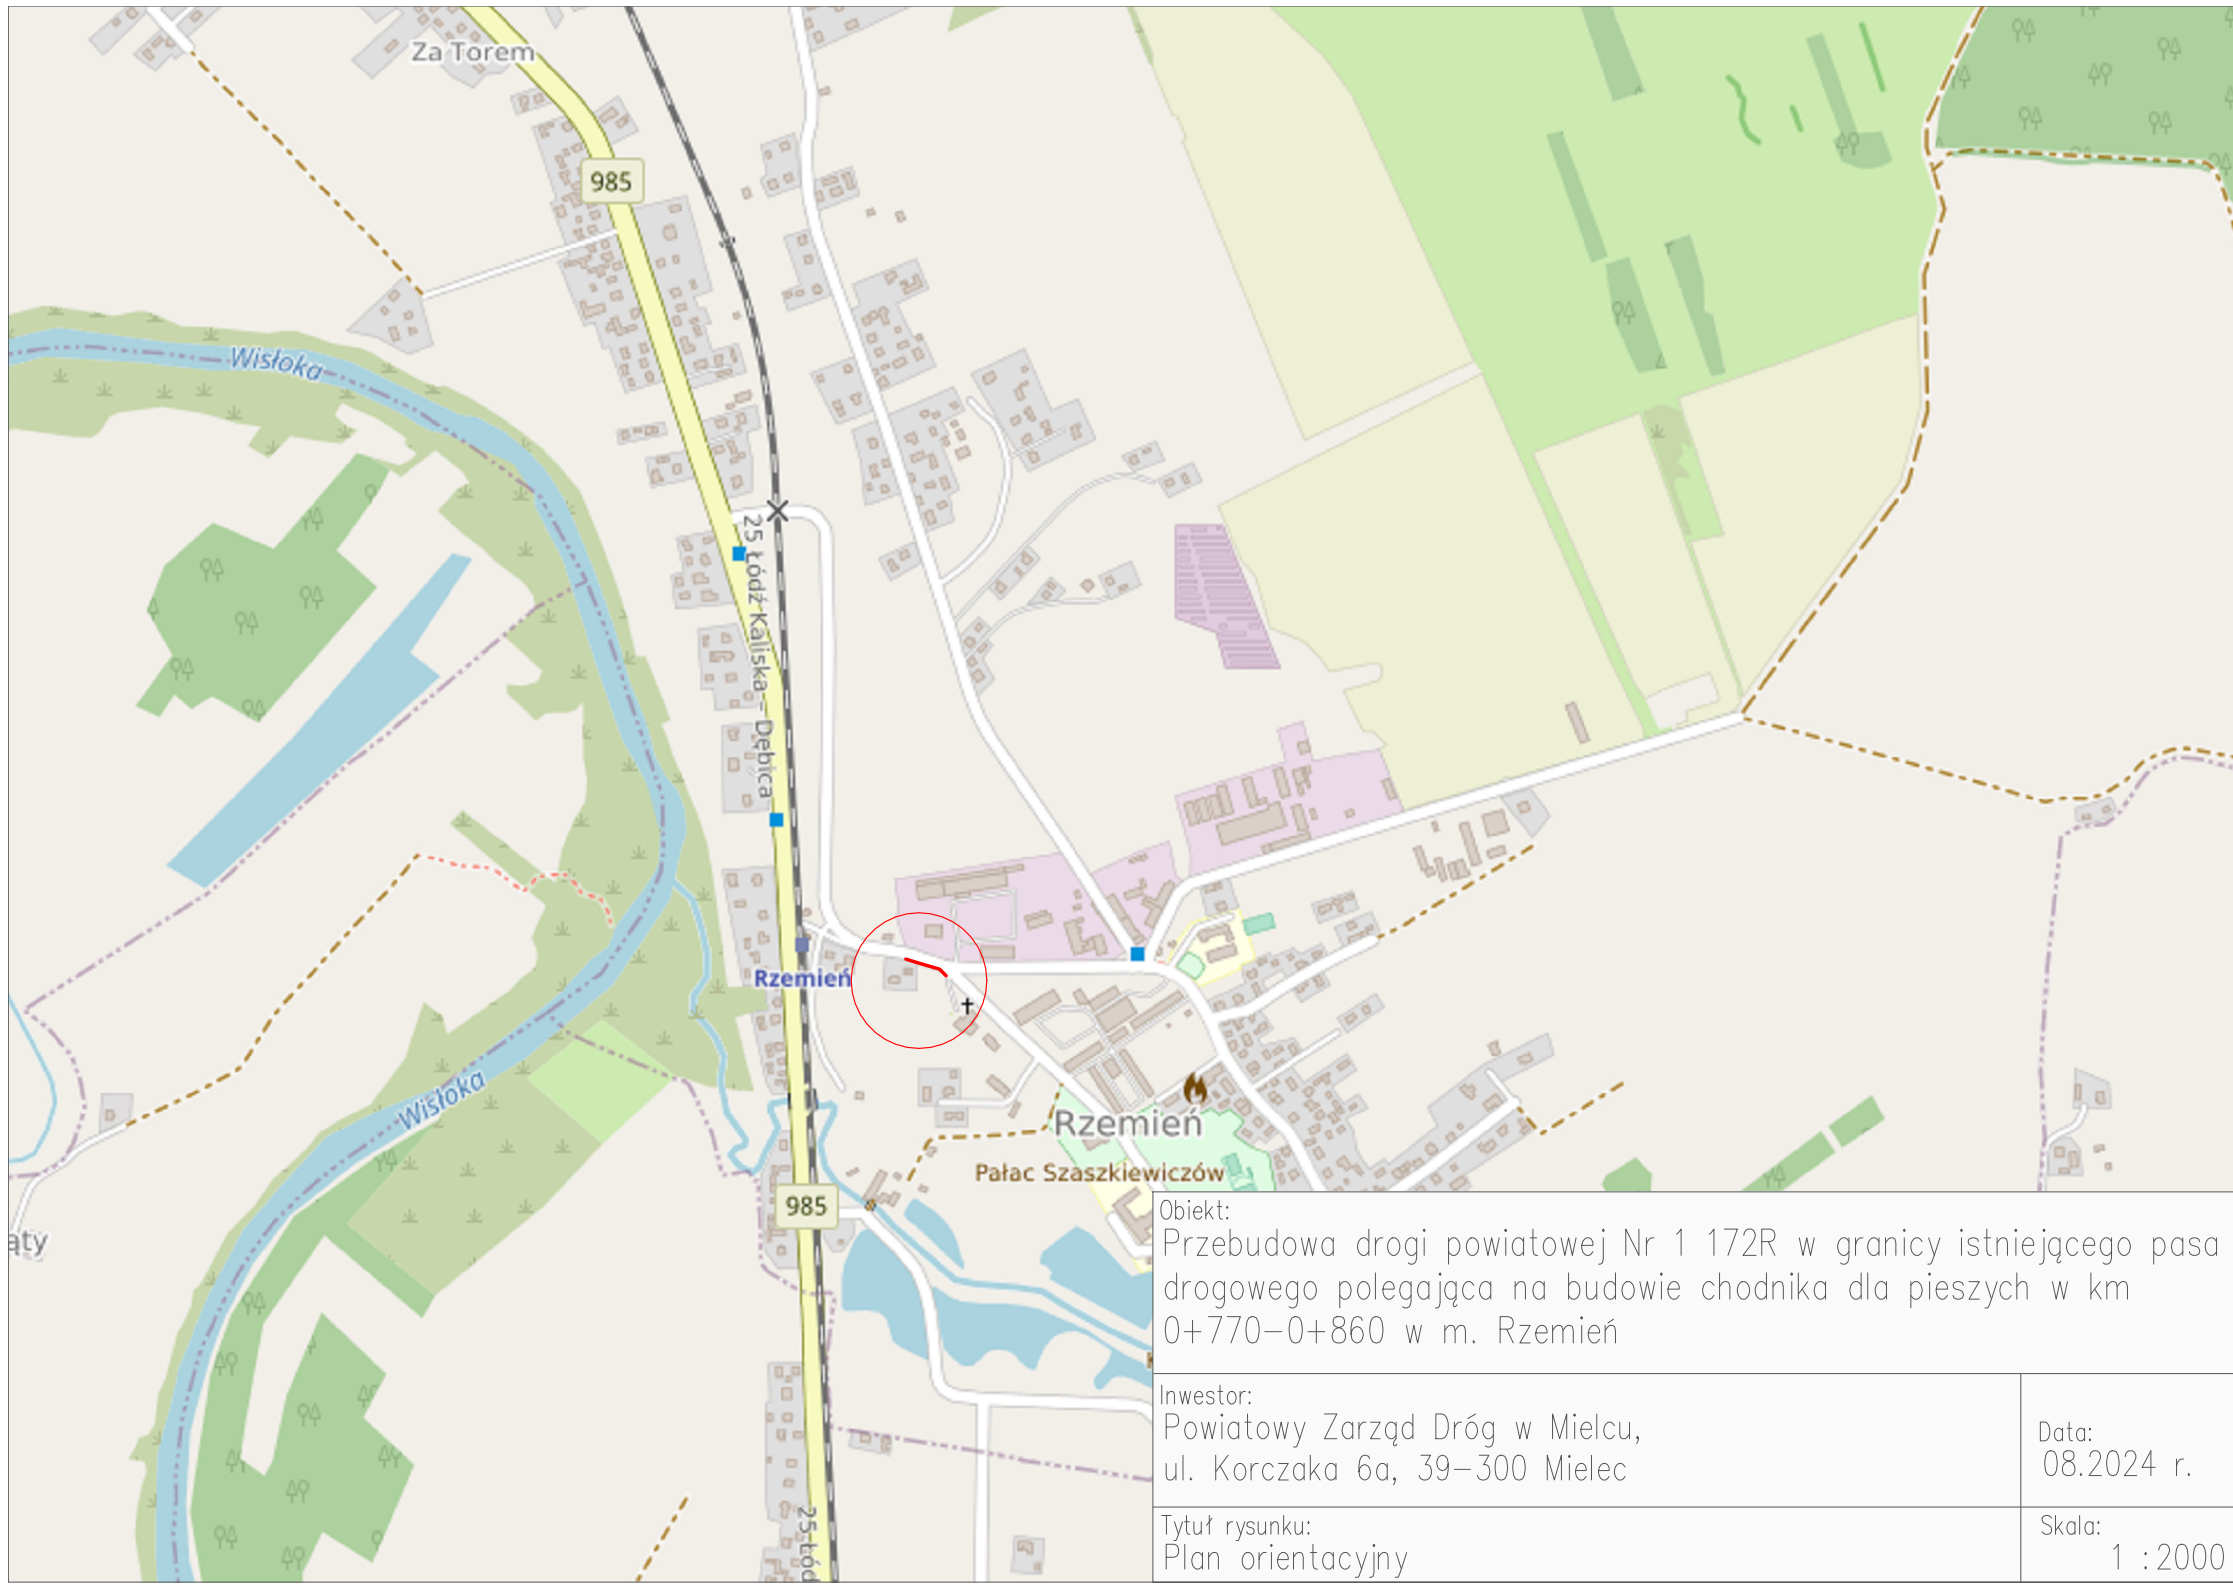 Za Torem
985
Wisłoka
25 Łódź Kaliska – Dębica
Rzemień
Wisłoka
Rzemień
Pałac Szaszkiewiczów
985
ąty
25 Łód
Obiekt:
Przebudowa drogi powiatowej Nr 1 172R w granicy istniejącego pasa
drogowego polegająca na budowie chodnika dla pieszych w km
0+770-0+860 w m. Rzemień
Inwestor:
Powiatowy Zarząd Dróg w Mielcu,
ul. Korczaka 6a, 39-300 Mielec
Data:
08.2024 r.
Tytuł rysunku:
Plan orientacyjny
Skala:
1 :2000